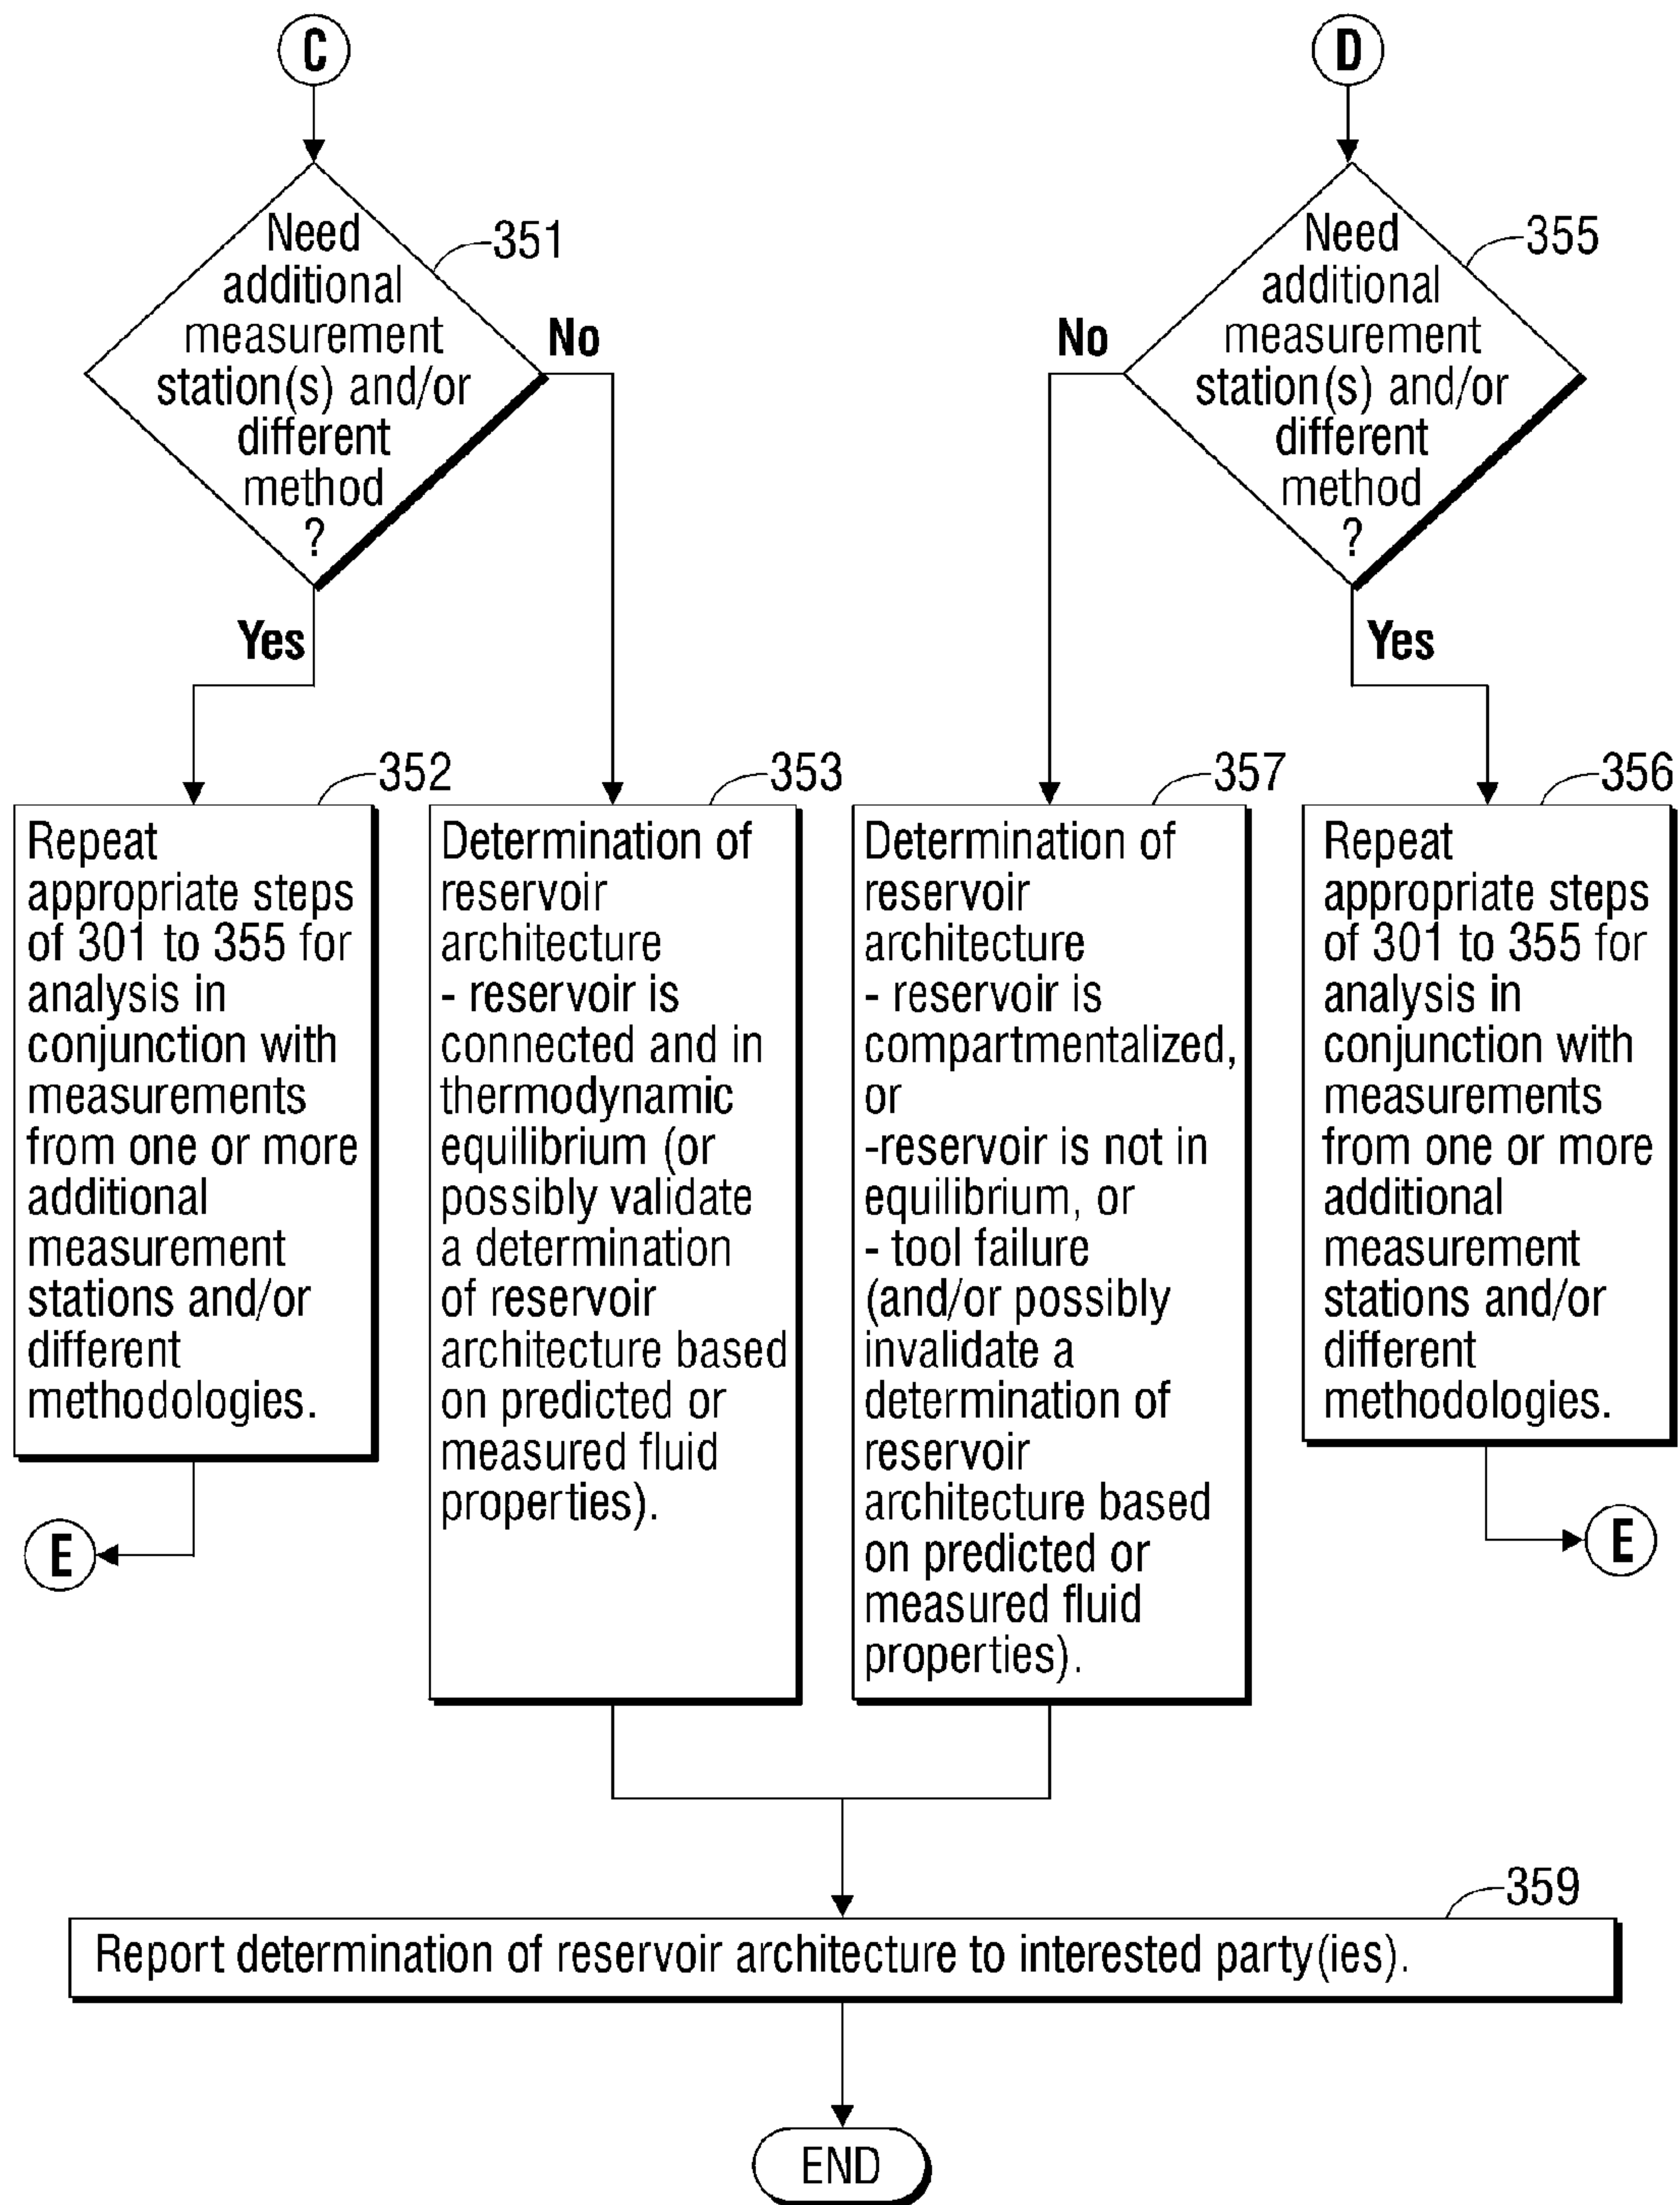 C
D
Need
additional
measurement
station(s) and/or
different
method
?
351
No
Yes
Need
additional
measurement
station(s) and/or
different
method
?
355
No
Yes
352
Repeat
appropriate steps
of 301 to 355 for
analysis in
conjunction with
measurements
from one or more
additional
measurement
stations and/or
different
methodologies.
E
353
Determination of
reservoir
architecture
- reservoir is
connected and in
thermodynamic
equilibrium (or
possibly validate
a determination
of reservoir
architecture based
on predicted or
measured fluid
properties).
357
Determination of
reservoir
architecture
- reservoir is
compartmentalized,
or
-reservoir is not in
equilibrium, or
- tool failure
(and/or possibly
invalidate a
determination of
reservoir
architecture based
on predicted or
measured fluid
properties).
356
Repeat
appropriate steps
of 301 to 355 for
analysis in
conjunction with
measurements
from one or more
additional
measurement
stations and/or
different
methodologies.
E
359
Report determination of reservoir architecture to interested party(ies).
END